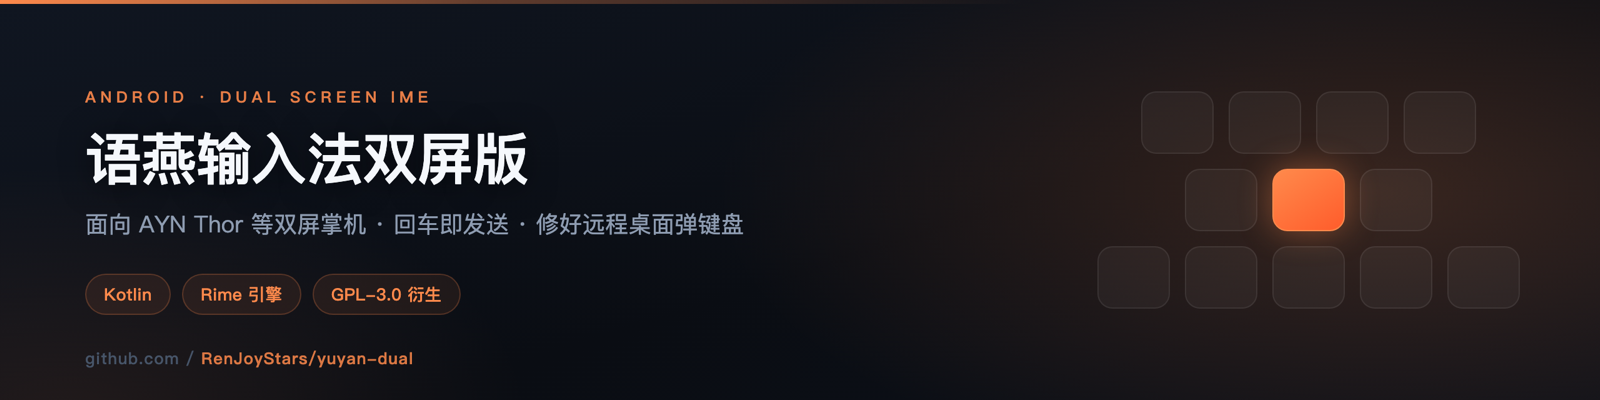 ANDROID · DUAL SCREEN IME
语燕输入法双屏版
面向 AYN Thor 等双屏掌机 · 回车即发送 · 修好远程桌面弹键盘
Kotlin Rime 引擎 GPL-3.0 衍生
github.com / RenJoyStars/yuyan-dual